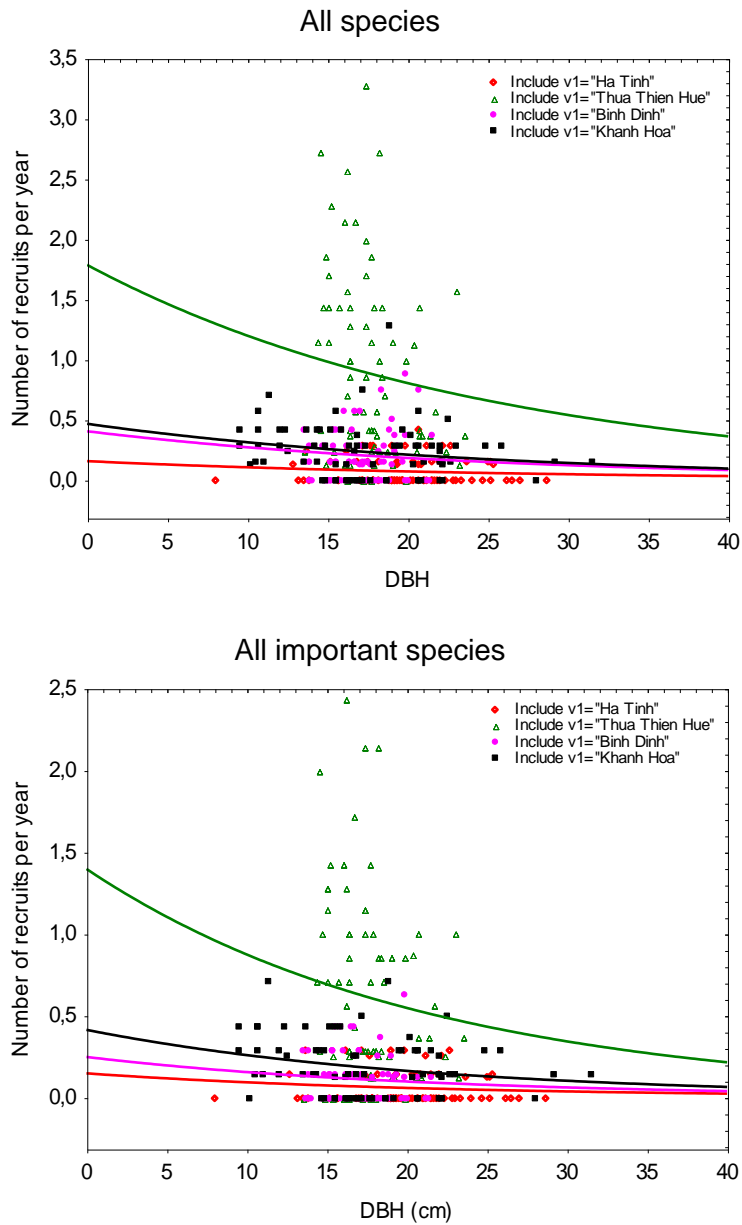 All species
Number of recruits per year
3,5
3,0
2,5
2,0
1,5
1,0
0,5
0,0
Include v1="Ha Tinh"
Include v1="Thua Thien Hue"
Include v1="Binh Dinh"
Include v1="Khanh Hoa"
0 5 10 15 20 25 30 35 40
DBH
All important species
Number of recruits per year
2,5
2,0
1,5
1,0
0,5
0,0
Include v1="Ha Tinh"
Include v1="Thua Thien Hue"
Include v1="Binh Dinh"
Include v1="Khanh Hoa"
0 5 10 15 20 25 30 35 40
DBH (cm)